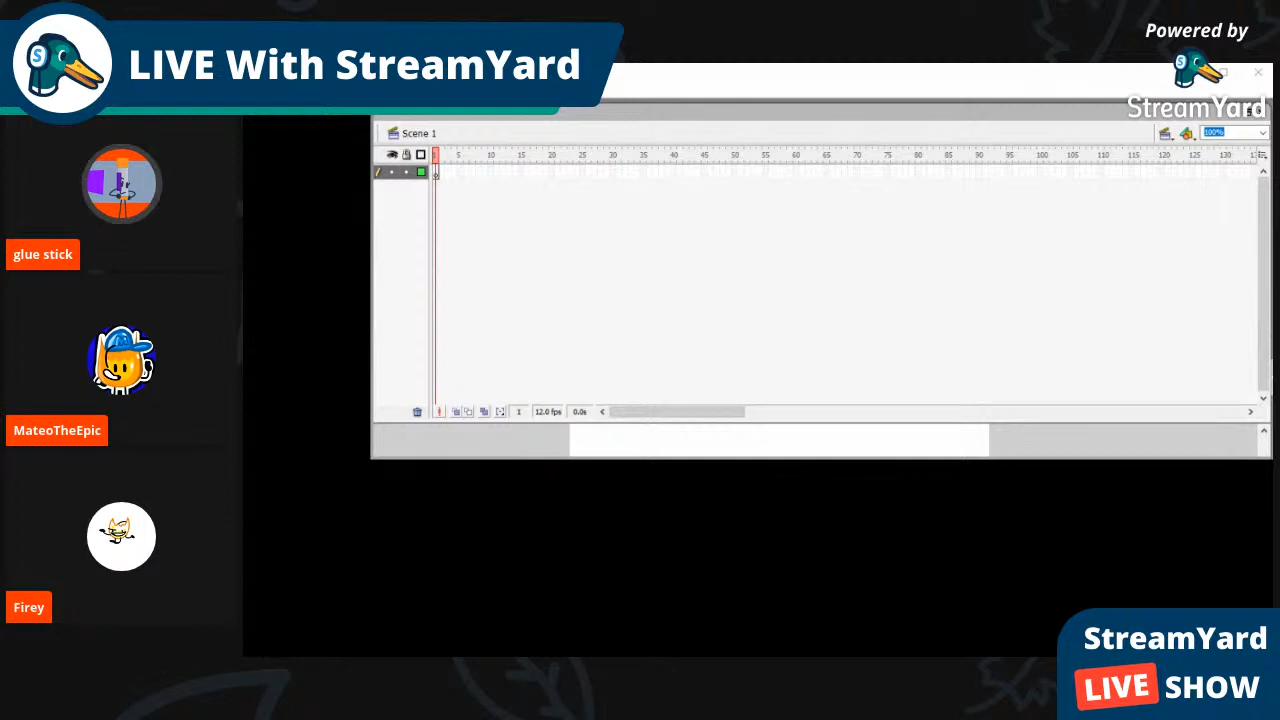 LIVE With StreamYard
Powered by
StreamYard
Scene 1
100%
5 10 15 20 25 30 35 40 45 50 55 60 65 70 75 80 85 90 95 100 105 110 115 120 125 130
glue stick
MateoTheEpic
1 12.0 fps 0.0s
Firey
StreamYard
LIVE SHOW